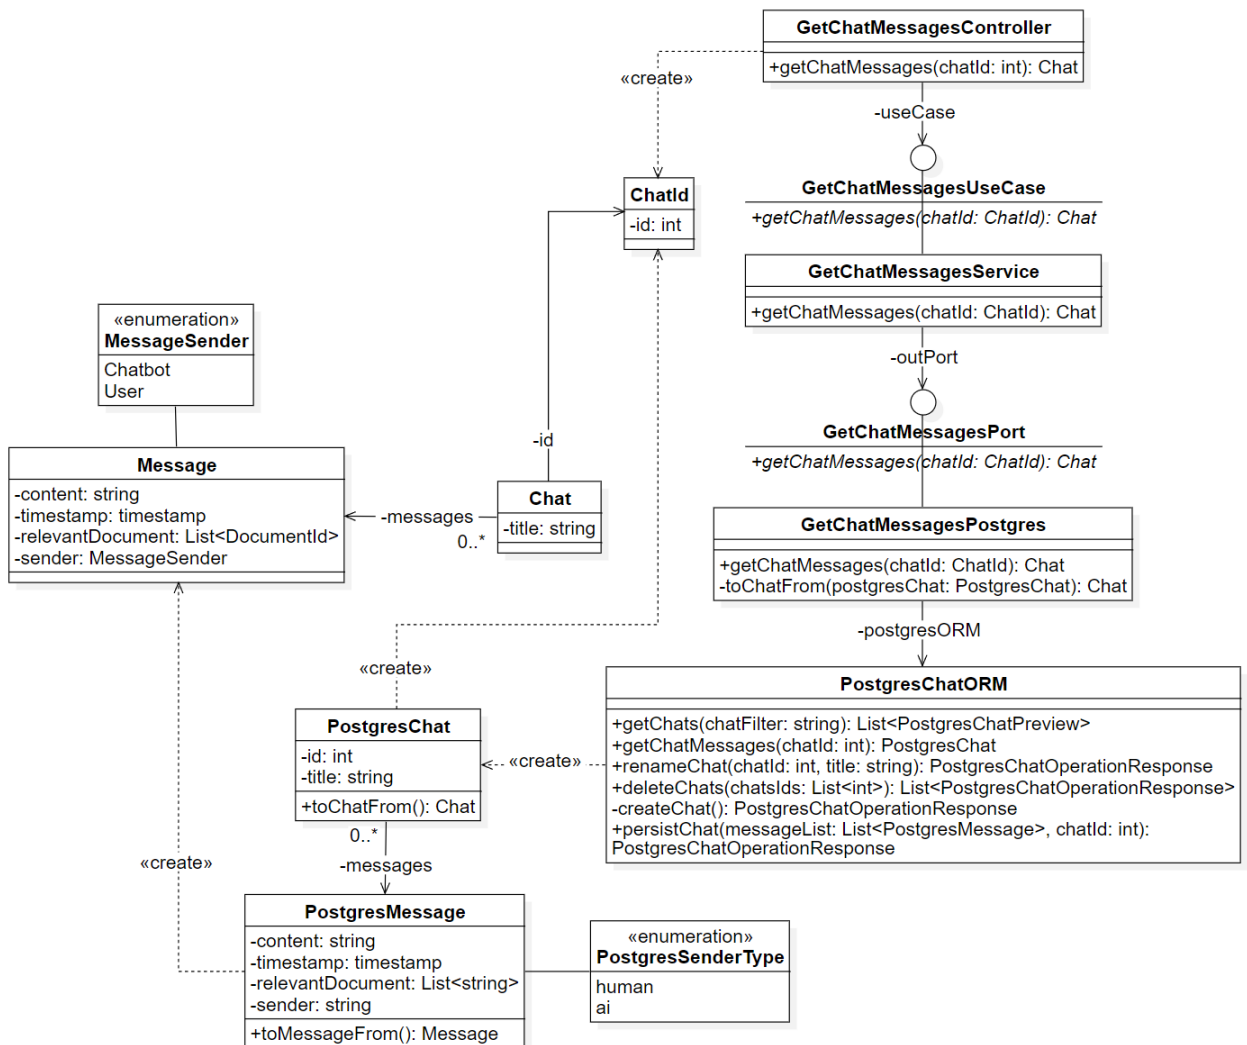 GetChatMessagesController
+getChatMessages(chatId: int): Chat
«create»
-useCase
ChatId
-id: int
GetChatMessagesUseCase
+getChatMessages(chatId: ChatId): Chat
GetChatMessagesService
+getChatMessages(chatId: ChatId): Chat
«enumeration»
MessageSender
Chatbot
User
-outPort
GetChatMessagesPort
+getChatMessages(chatId: ChatId): Chat
-id
Message
-content: string
-timestamp: timestamp
-relevantDocument: List<DocumentId>
-sender: MessageSender
-messages
0..*
Chat
-title: string
GetChatMessagesPostgres
+getChatMessages(chatId: ChatId): Chat
-toChatFrom(postgresChat: PostgresChat): Chat
-postgresORM
«create»
PostgresChatORM
+getChats(chatFilter: string): List<PostgresChatPreview>
+getChatMessages(chatId: int): PostgresChat
+renameChat(chatId: int, title: string): PostgresChatOperationResponse
+deleteChats(chatsIds: List<int>): List<PostgresChatOperationResponse>
-createChat(): PostgresChatOperationResponse
+persistChat(messageList: List<PostgresMessage>, chatId: int):
PostgresChatOperationResponse
PostgresChat
-id: int
-title: string
+toChatFrom(): Chat
«create»
0..*
-messages
«create»
PostgresMessage
-content: string
-timestamp: timestamp
-relevantDocument: List<string>
-sender: string
+toMessageFrom(): Message
«enumeration»
PostgresSenderType
human
ai